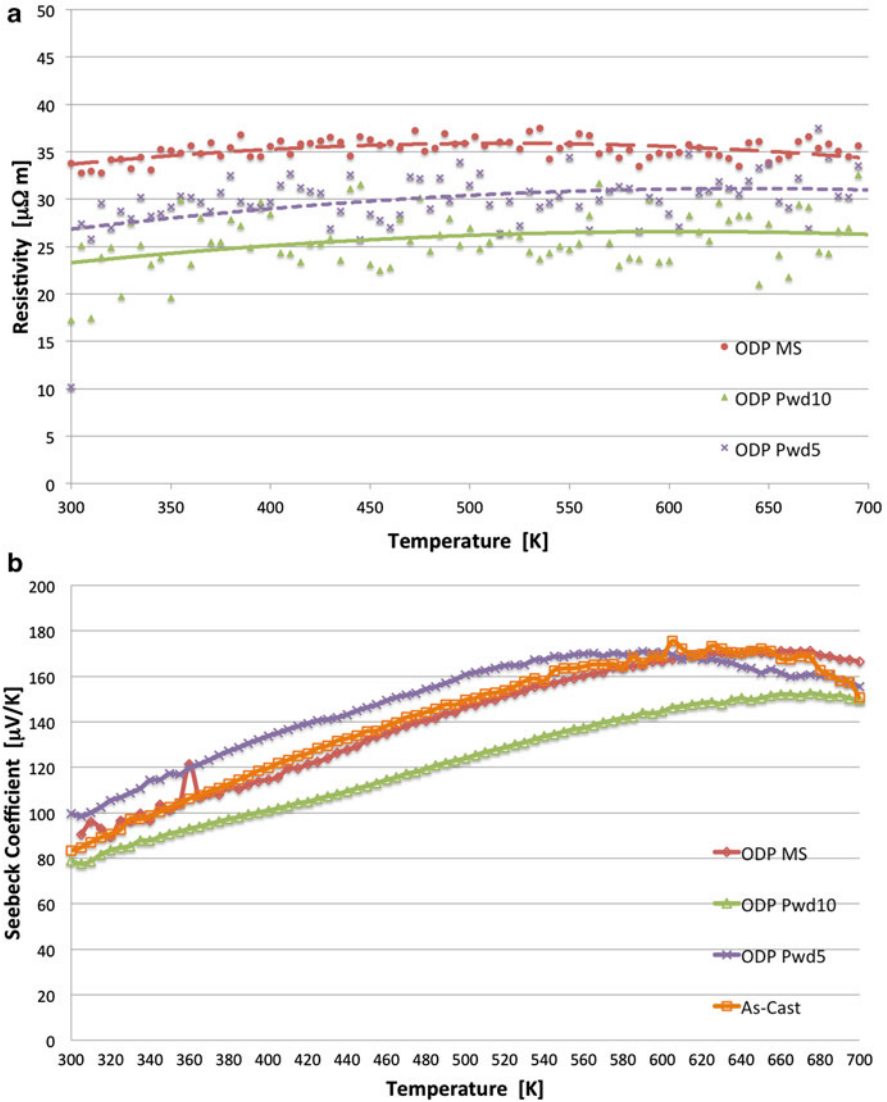 a
50
45
40
35
30
25
20
15
10
5
0
Resistivity [µΩ m]
ODP MS
ODP Pwd10
ODP Pwd5
300 350 400 450 500 550 600 650 700
Temperature [K]
b
200
180
160
140
120
100
80
60
40
20
0
Seebeck Coefficient [µV/K]
ODP MS
ODP Pwd10
ODP Pwd5
As-Cast
300 320 340 360 380 400 420 440 460 480 500 520 540 560 580 600 620 640 660 680 700
Temperature [K]